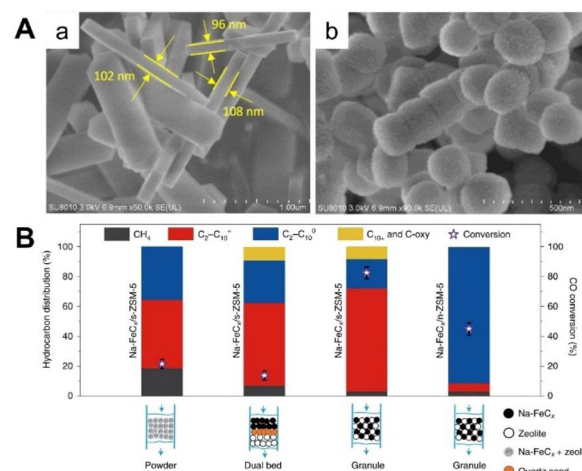 A
a
b
96 nm
102 nm
108 nm
SU8010 3.0kV 6.9mm x50.0k SE(UL)
1.00um
SU8010 3.0kV 6.9mm x90.0k SE(UL)
500nm
B
CH₄
C₂–C₁₀⁼
C₂–C₁₀⁰
C₁₀₊ and C-oxy
Conversion
Hydrocarbon distribution (%)
100
80
60
40
20
0
Na-FeCₓ/s-ZSM-5
Na-FeCₓ/s-ZSM-5
Na-FeCₓ/s-ZSM-5
Na-FeCₓ/n-ZSM-5
100
80
60
40
20
0
CO conversion (%)
Powder
Dual bed
Granule
Granule
Na-FeCₓ
Zeolite
Na-FeCₓ + zeol
Quartz sand